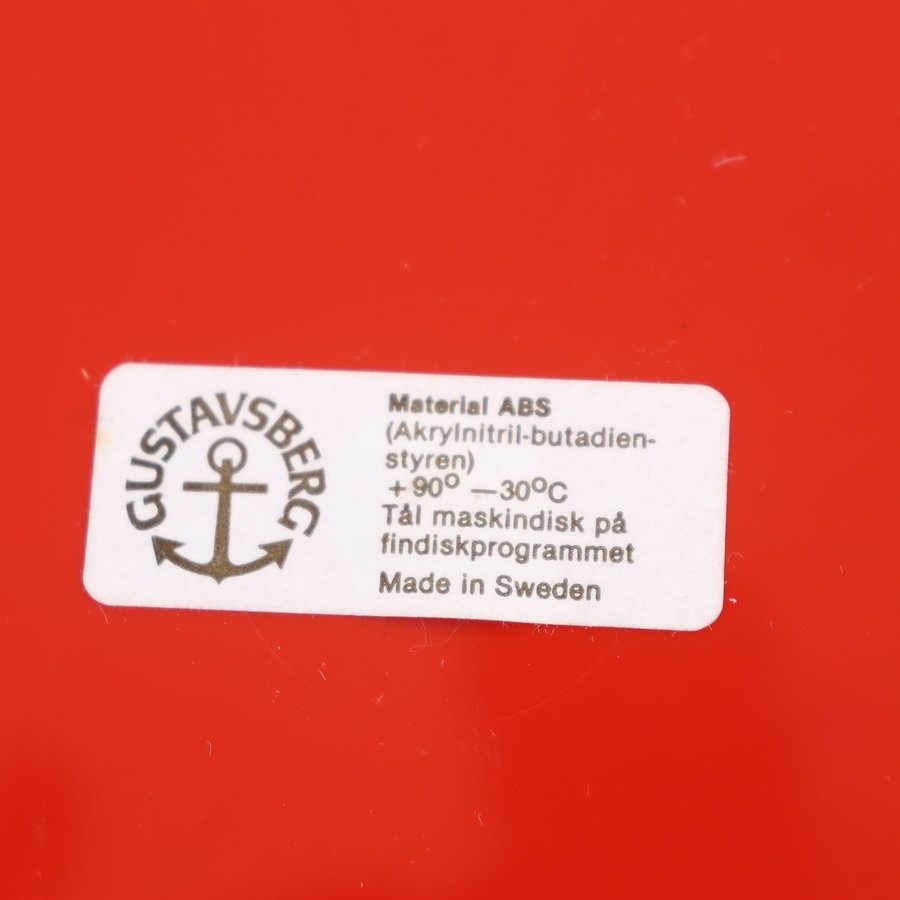 GUSTAVSBERG
Material ABS
(Akrylnitril-butadien-
styren)
+90° —30°C
Tål maskindisk på
findiskprogrammet
Made in Sweden